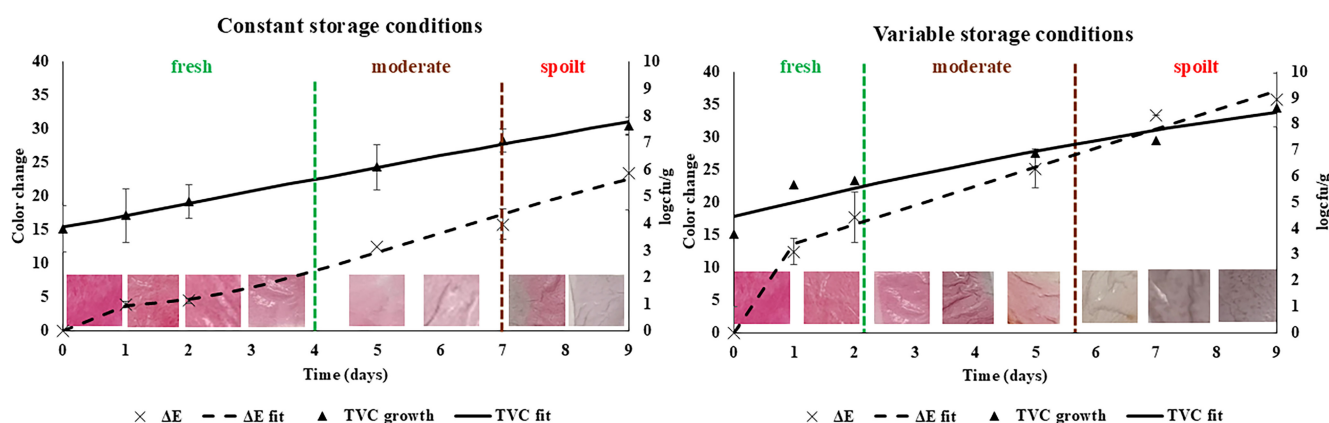 Constant storage conditions
fresh moderate spoilt
40 35 30 25 20 15 10 5 0
Color change
10 9 8 7 6 5 4 3 2 1 0
logcfu/g
0 1 2 3 4 5 6 7 8 9
Time (days)
ΔE ΔE fit TVC growth TVC fit
Variable storage conditions
fresh moderate spoilt
40 35 30 25 20 15 10 5 0
Color change
10 9 8 7 6 5 4 3 2 1 0
logcfu/g
0 1 2 3 4 5 6 7 8 9
Time (days)
ΔE ΔE fit TVC growth TVC fit